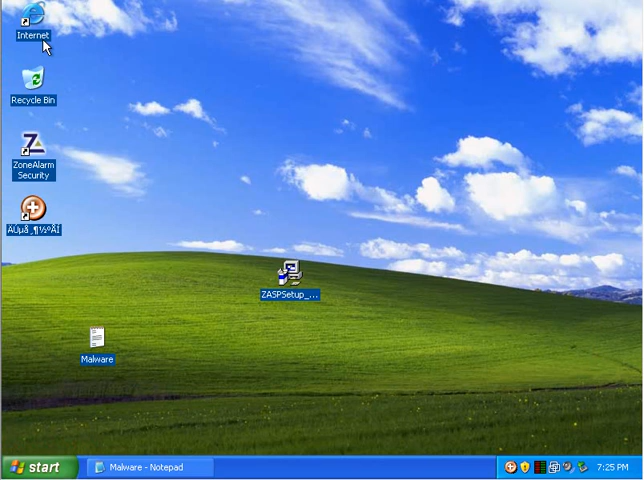 Internet
Recycle Bin
ZoneAlarm
Security
ZASPSetup_...
Malware
start
Malware - Notepad
7:25 PM